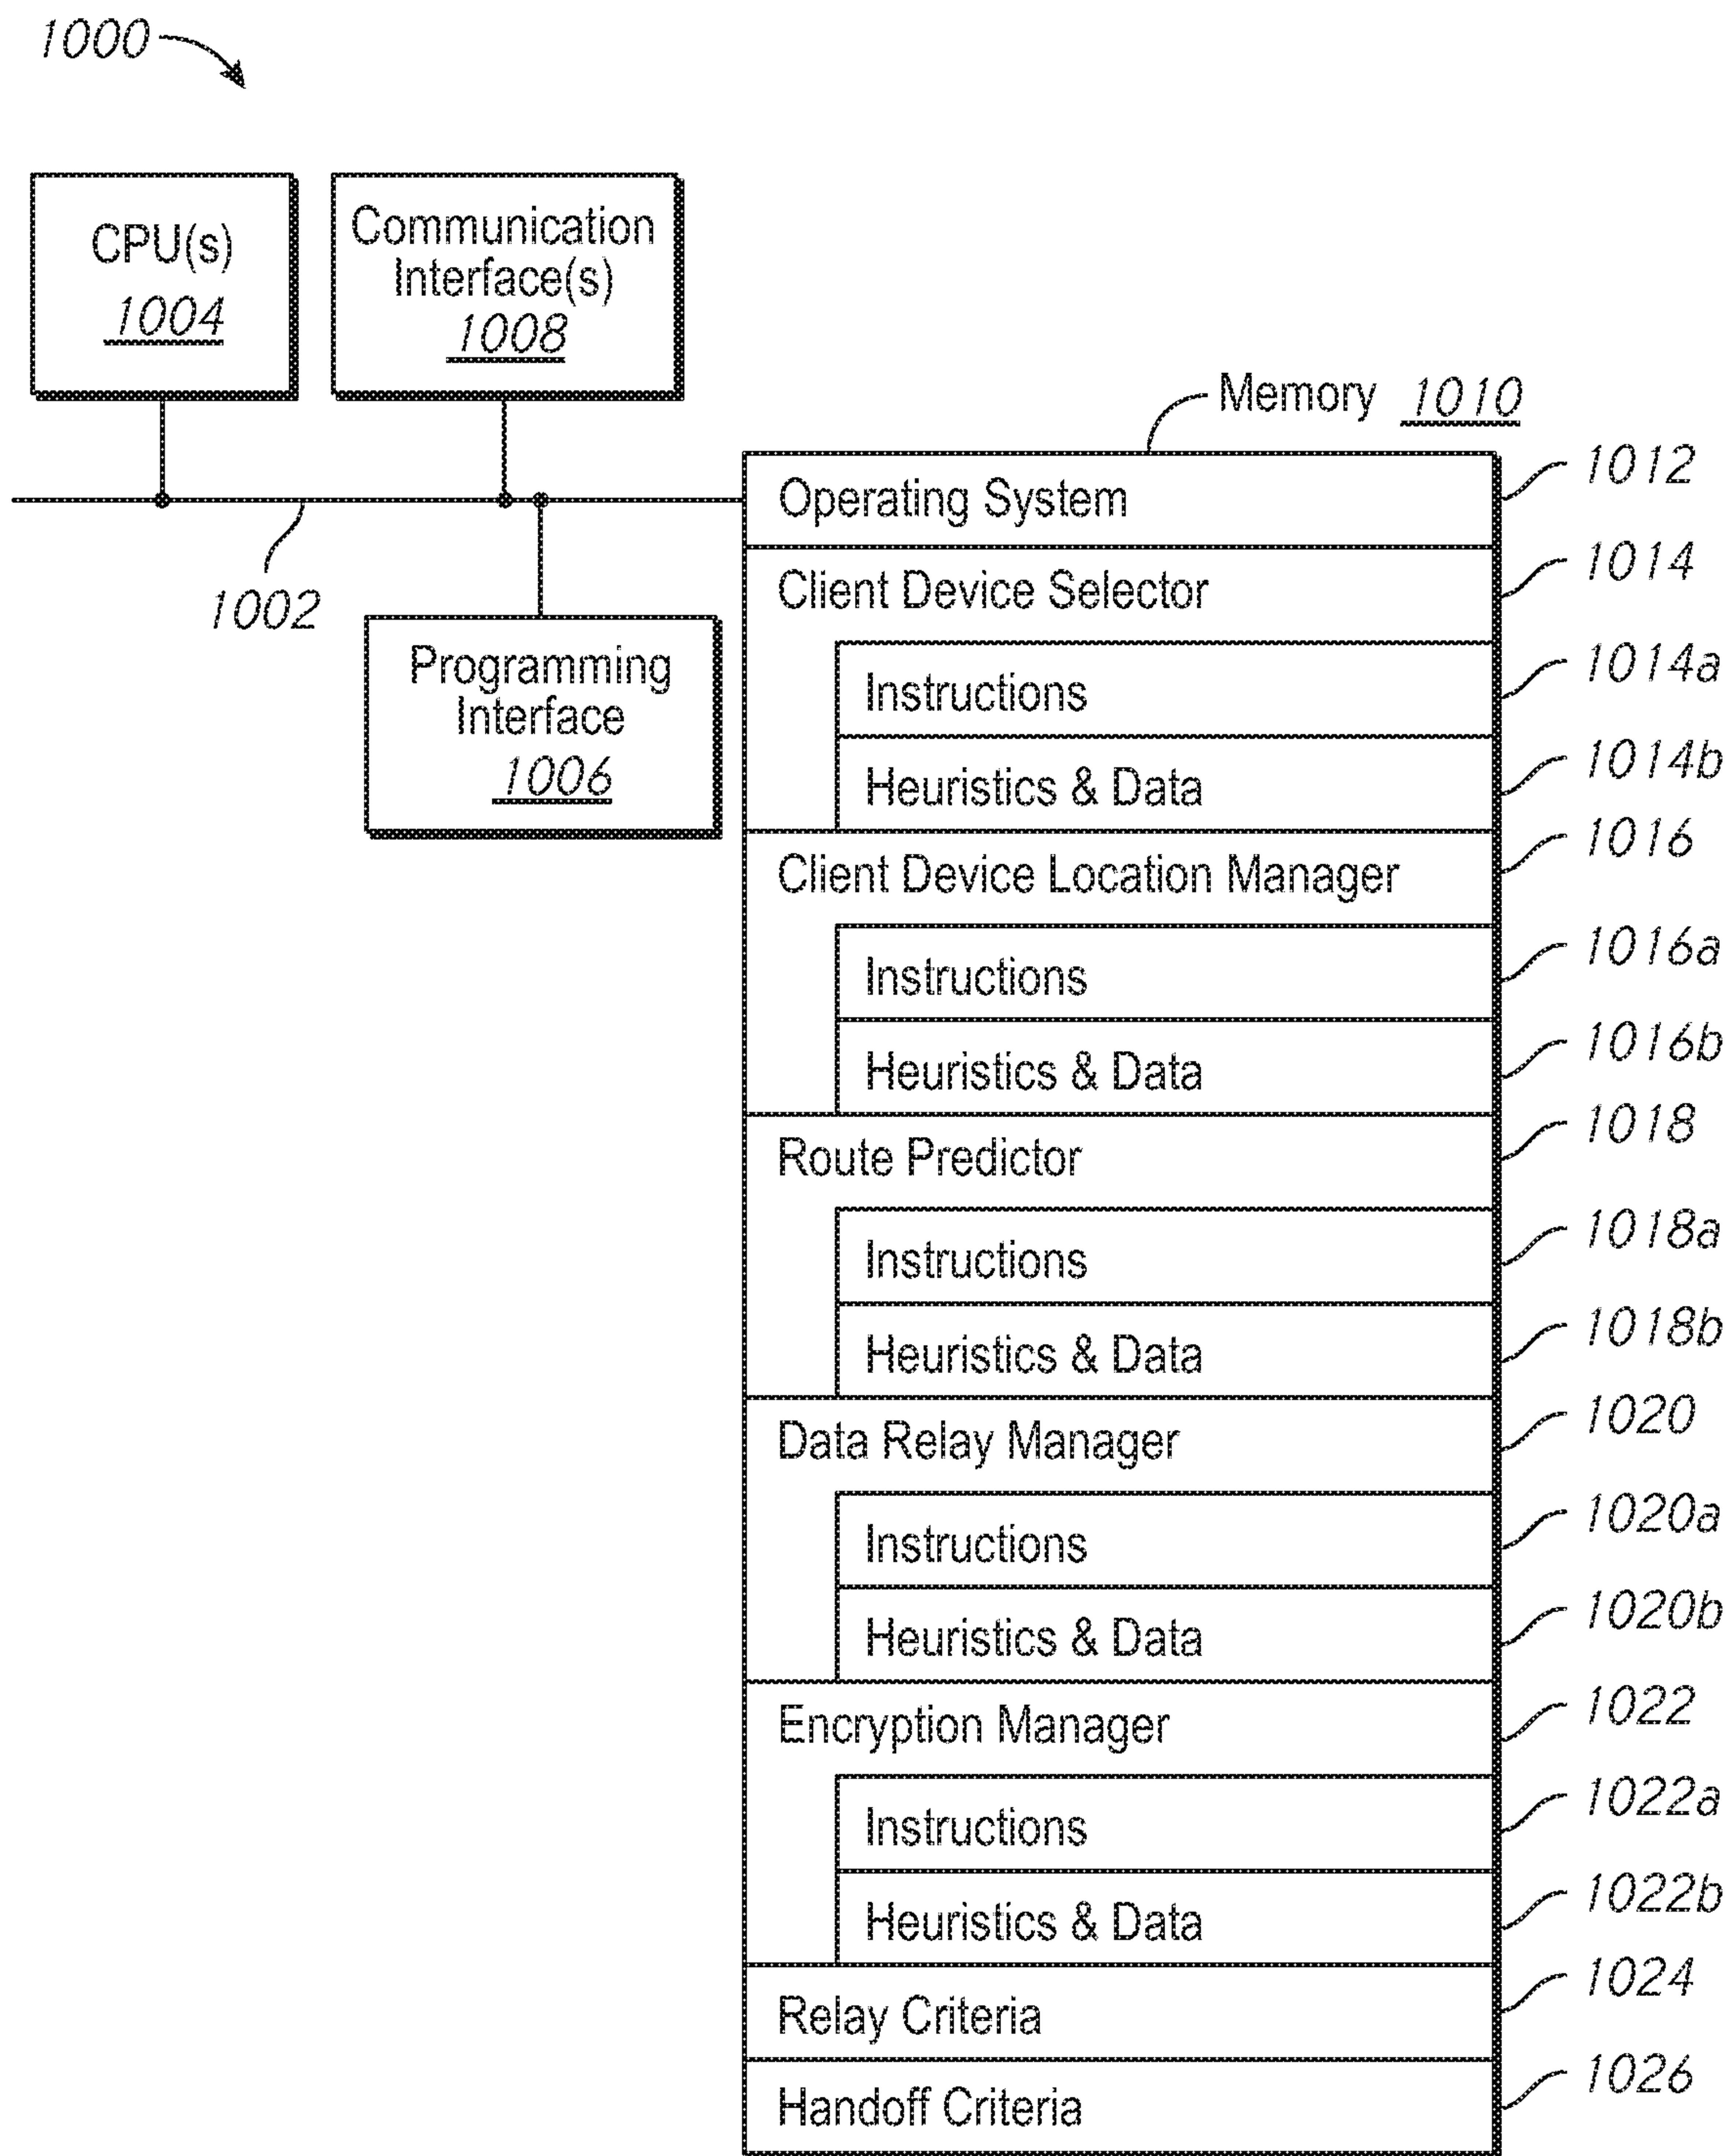 1000
CPU(s)
1004
Communication
Interface(s)
1008
Memory 1010
1002
Programming
Interface
1006
Operating System 1012
Client Device Selector 1014
Instructions 1014a
Heuristics & Data 1014b
Client Device Location Manager 1016
Instructions 1016a
Heuristics & Data 1016b
Route Predictor 1018
Instructions 1018a
Heuristics & Data 1018b
Data Relay Manager 1020
Instructions 1020a
Heuristics & Data 1020b
Encryption Manager 1022
Instructions 1022a
Heuristics & Data 1022b
Relay Criteria 1024
Handoff Criteria 1026